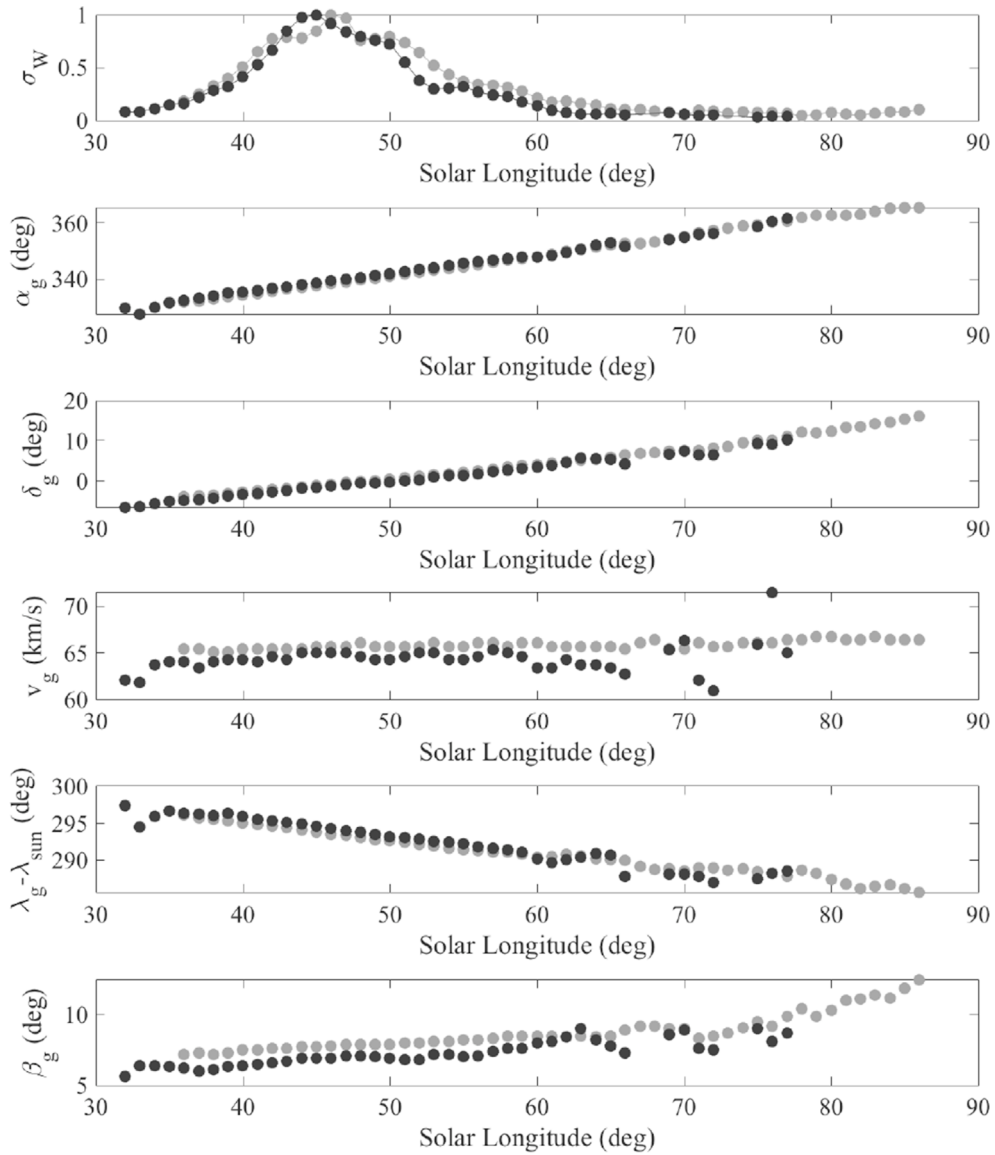 1
σW
0.5
0
30 40 50 60 70 80 90
Solar Longitude (deg)
360
αg (deg)
340
30 40 50 60 70 80 90
Solar Longitude (deg)
20
10
δg (deg)
0
30 40 50 60 70 80 90
Solar Longitude (deg)
70
vg (km/s)
65
60
30 40 50 60 70 80 90
Solar Longitude (deg)
300
295
λg-λsun (deg)
290
30 40 50 60 70 80 90
Solar Longitude (deg)
10
βg (deg)
5
30 40 50 60 70 80 90
Solar Longitude (deg)